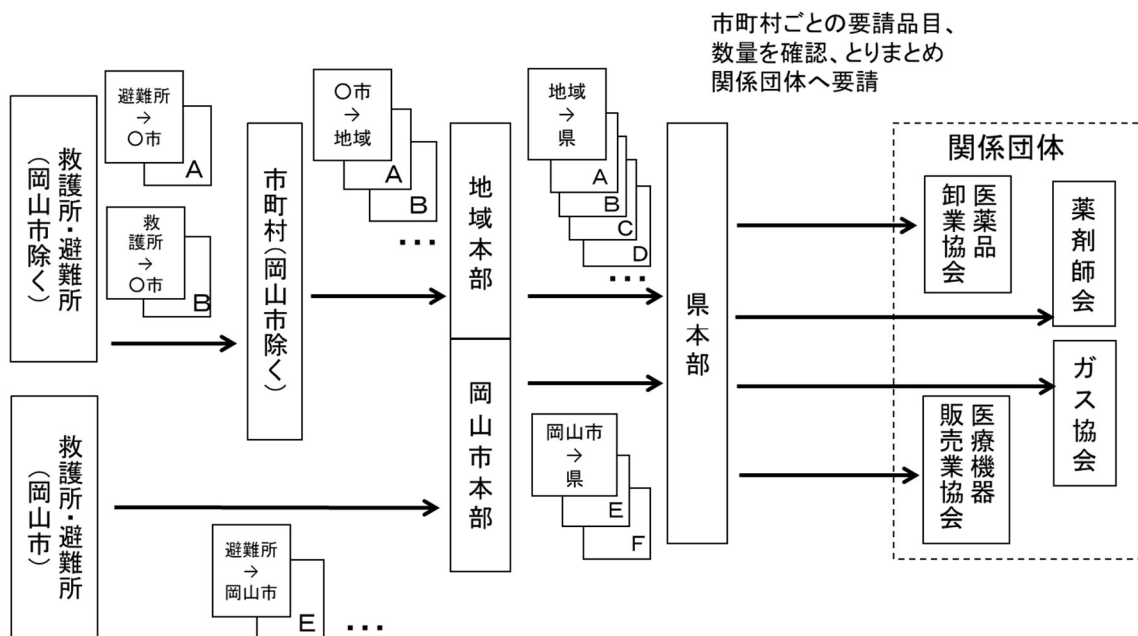 市町村ごとの要請品目、
数量を確認、とりまとめ
関係団体へ要請
救護所・避難所
(岡山市除く)
避難所
→
〇市
A
救
護所
→
〇市
B
市町村(岡山市除く)
〇市
→
地域
A
B
…
地域本部
地域
→
県
A
B
C
D
…
県本部
関係団体
医薬品
卸業協会
薬剤師会
ガス協会
医療機器
販売業協会
救護所・避難所
(岡山市)
岡山市本部
岡山市
→
県
E
F
避難所
→
岡山市
E
…